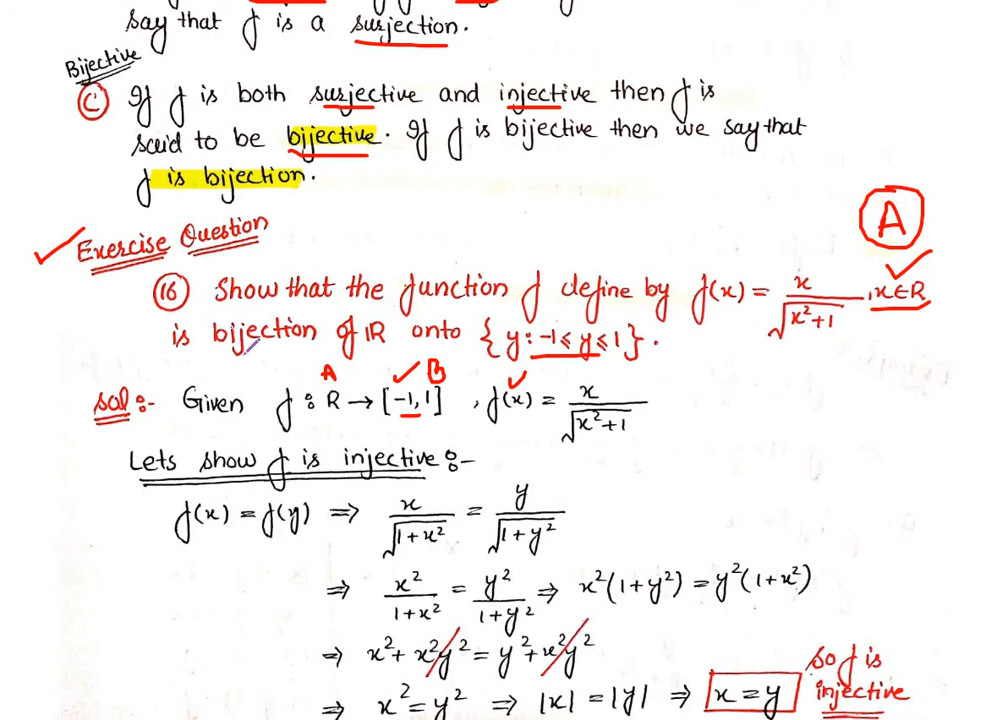 say that f is a surjection.
Bijective
(C) If f is both surjective and injective then f is
said to be bijective. If f is bijective then we say that
f is bijection.
Exercise Question
A
(16) Show that the function f define by f(x) = x/√(x²+1), x∈R
is bijection of IR onto {y : -1≤y≤1}.
A B
Sol:- Given f : R → [-1,1], f(x) = x/√(x²+1)
Lets show f is injective:-
f(x) = f(y) ⇒ x/√(1+x²) = y/√(1+y²)
⇒ x²/(1+x²) = y²/(1+y²) ⇒ x²(1+y²) = y²(1+x²)
⇒ x² + x²y² = y² + x²y²
⇒ x² = y² ⇒ |x| = |y| ⇒ x = y
So f is
injective